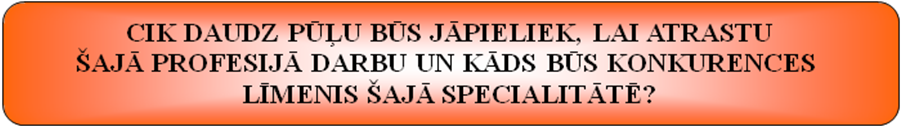 CIK DAUDZ PŪĻU BŪS JĀPIELIEK, LAI ATRASTU
ŠAJĀ PROFESIJĀ DARBU UN KĀDS BŪS KONKURENCES
LĪMENIS ŠAJĀ SPECIALITĀTĒ?